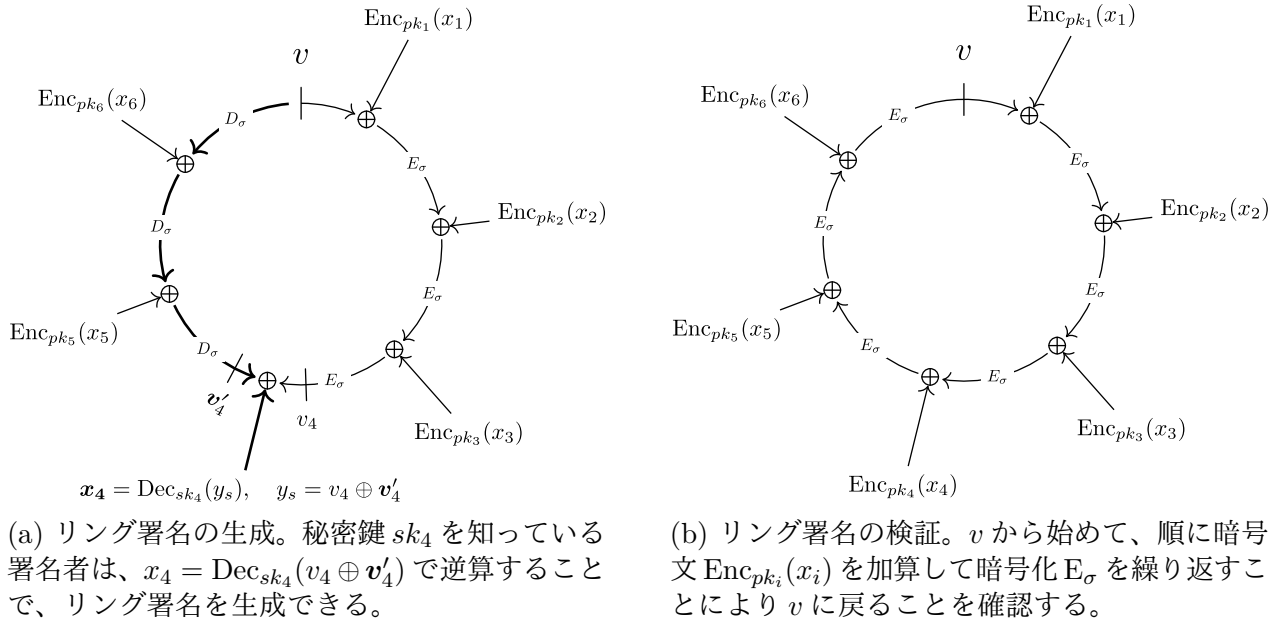 Enc_{pk_1}(x_1)
v
Enc_{pk_6}(x_6)
D_σ
E_σ
D_σ
Enc_{pk_2}(x_2)
E_σ
Enc_{pk_5}(x_5)
D_σ
E_σ
v'_4
v_4
Enc_{pk_3}(x_3)
x_4 = Dec_{sk_4}(y_s), y_s = v_4 ⊕ v'_4
(a) リング署名の生成。秘密鍵 sk_4 を知っている
署名者は、x_4 = Dec_{sk_4}(v_4 ⊕ v'_4) で逆算すること
で、リング署名を生成できる。
Enc_{pk_1}(x_1)
v
Enc_{pk_6}(x_6)
E_σ
E_σ
Enc_{pk_2}(x_2)
E_σ
E_σ
Enc_{pk_5}(x_5)
E_σ
E_σ
Enc_{pk_3}(x_3)
Enc_{pk_4}(x_4)
(b) リング署名の検証。v から始めて、順に暗号
文 Enc_{pk_i}(x_i) を加算して暗号化 E_σ を繰り返すこ
とにより v に戻ることを確認する。